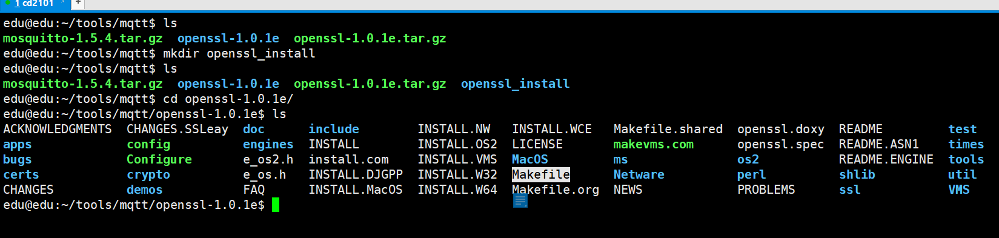 1 cd2101 × +
edu@edu:~/tools/mqtt$ ls
mosquitto-1.5.4.tar.gz  openssl-1.0.1e  openssl-1.0.1e.tar.gz
edu@edu:~/tools/mqtt$ mkdir openssl_install
edu@edu:~/tools/mqtt$ ls
mosquitto-1.5.4.tar.gz  openssl-1.0.1e  openssl-1.0.1e.tar.gz  openssl_install
edu@edu:~/tools/mqtt$ cd openssl-1.0.1e/
edu@edu:~/tools/mqtt/openssl-1.0.1e$ ls
ACKNOWLEDGMENTS  CHANGES.SSLeay  doc      include        INSTALL.NW   INSTALL.WCE   Makefile.shared  openssl.doxy  README         test
apps             config          engines  INSTALL        INSTALL.OS2  LICENSE       makevms.com      openssl.spec  README.ASN1    times
bugs             Configure       e_os2.h  install.com    INSTALL.VMS  MacOS         ms               os2           README.ENGINE  tools
certs            crypto          e_os.h   INSTALL.DJGPP  INSTALL.W32  Makefile      Netware          perl          shlib          util
CHANGES          demos           FAQ      INSTALL.MacOS  INSTALL.W64  Makefile.org  NEWS             PROBLEMS      ssl            VMS
edu@edu:~/tools/mqtt/openssl-1.0.1e$